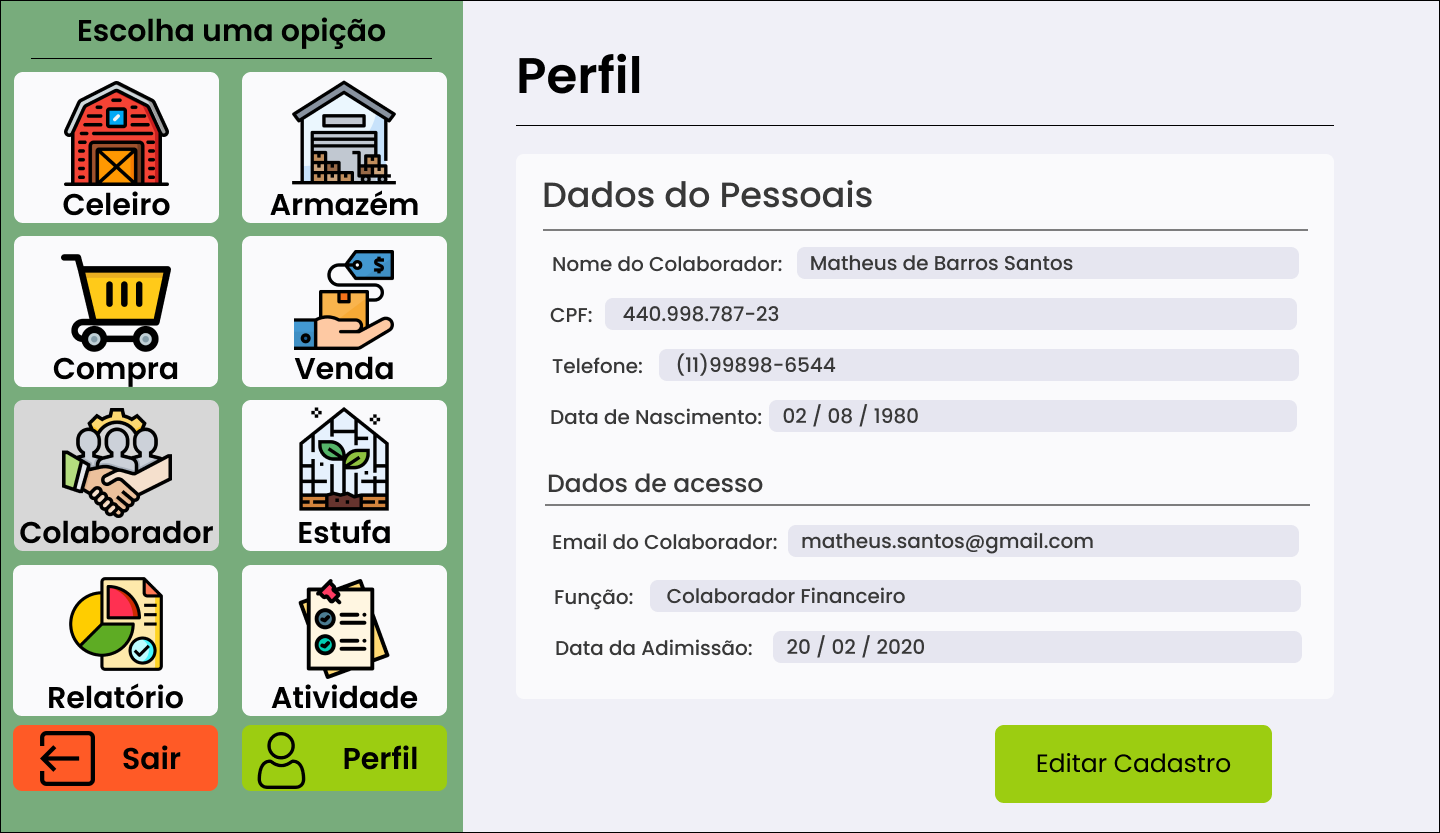 Escolha uma opição
Celeiro
Armazém
Compra
Venda
Colaborador
Estufa
Relatório
Atividade
Sair
Perfil
Perfil
Dados do Pessoais
Nome do Colaborador: Matheus de Barros Santos
CPF: 440.998.787-23
Telefone: (11)99898-6544
Data de Nascimento: 02 / 08 / 1980
Dados de acesso
Email do Colaborador: matheus.santos@gmail.com
Função: Colaborador Financeiro
Data da Adimissão: 20 / 02 / 2020
Editar Cadastro